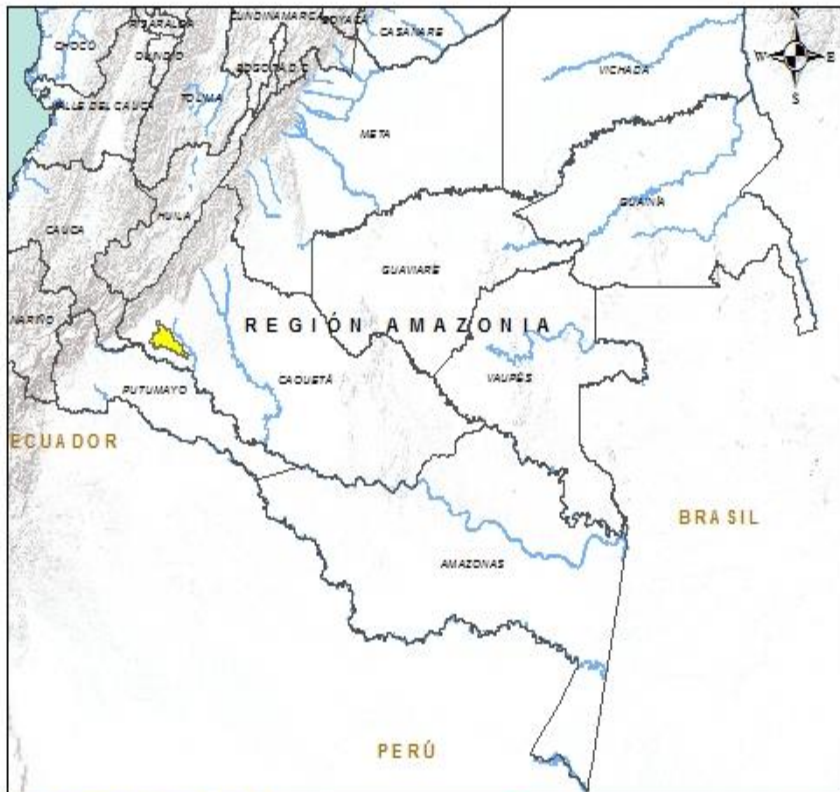 N
W E
S
RISARALDA
CUNDINAMARCA
BOYACÁ
CASANARE
CHOCÓ
QUINDÍO
BOGOTÁ D.C.
VICHADA
VALLE DEL CAUCA
TOLIMA
META
HUILA
GUAINÍA
CAUCA
GUAVIARE
NARIÑO
REGIÓN AMAZONIA
CAQUETÁ
VAUPÉS
PUTUMAYO
ECUADOR
BRASIL
AMAZONAS
PERÚ